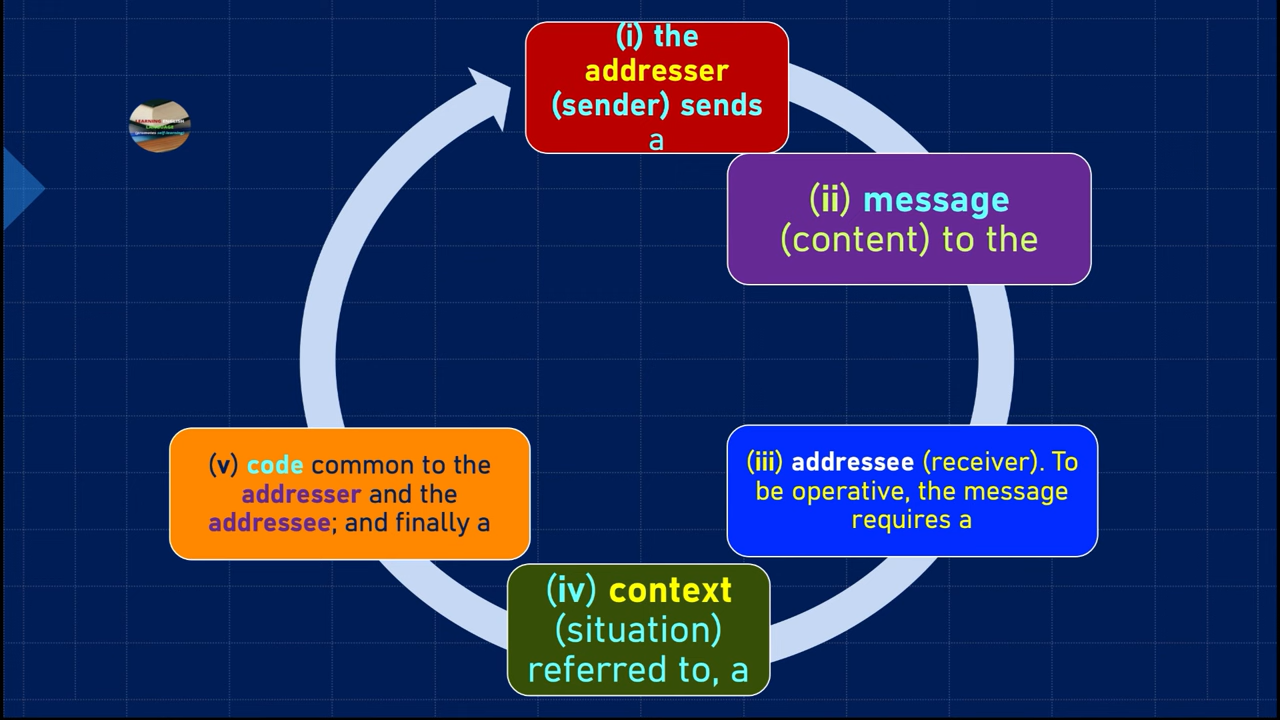 (i) the
addresser
(sender) sends
a
(ii) message
(content) to the
(iii) addressee (receiver). To
be operative, the message
requires a
(iv) context
(situation)
referred to, a
(v) code common to the
addresser and the
addressee; and finally a